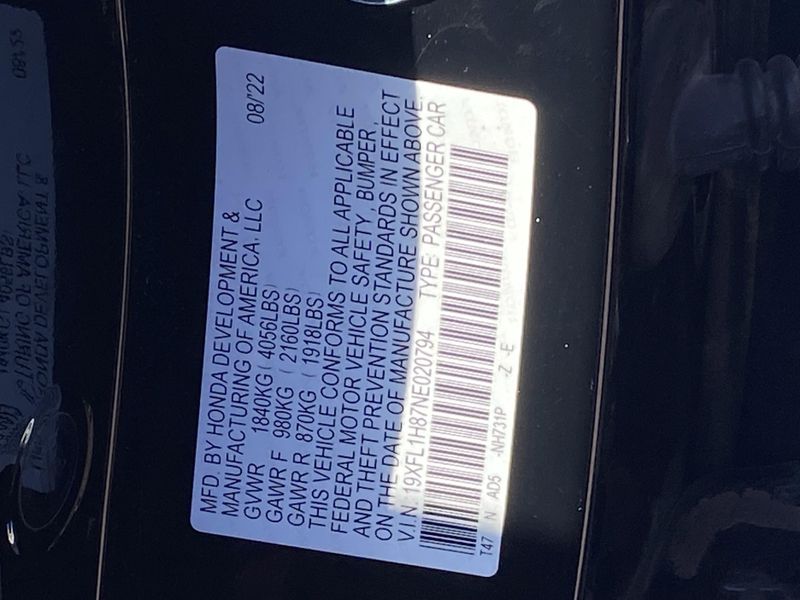 MFD. BY HONDA DEVELOPMENT &
MANUFACTURING OF AMERICA, LLC 08/'22
GVWR 1840KG (4056LBS)
GAWR F 980KG (2160LBS)
GAWR R 870KG (1918LBS)
THIS VEHICLE CONFORMS TO ALL APPLICABLE
FEDERAL MOTOR VEHICLE SAFETY , BUMPER ,
AND THEFT PREVENTION STANDARDS IN EFFECT
ON THE DATE OF MANUFACTURE SHOWN ABOVE.
V.I.N: 19XFL1H87NE020794 TYPE: PASSENGER CAR
T47 N AD5 -NH731P -Z -E